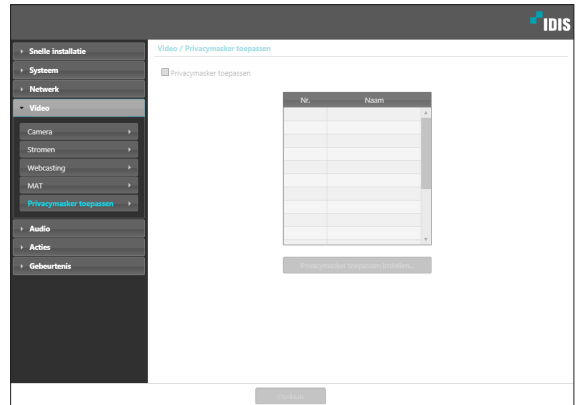 IDIS
Snelle installatie
Systeem
Netwerk
Video
Camera
Stromen
Webcasting
MAT
Privacymasker toepassen
Audio
Acties
Gebeurtenis
Video / Privacymasker toepassen
Privacymasker toepassen
Nr. Naam
Privacymasker toepassen instellen...